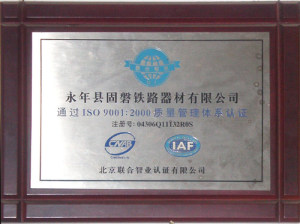 永年县固磐铁路器材有限公司
通过ISO 9001:2000质量管理体系认证
注册号: 04306Q11132R0S
CNAS IAF
北京联合智业认证有限公司